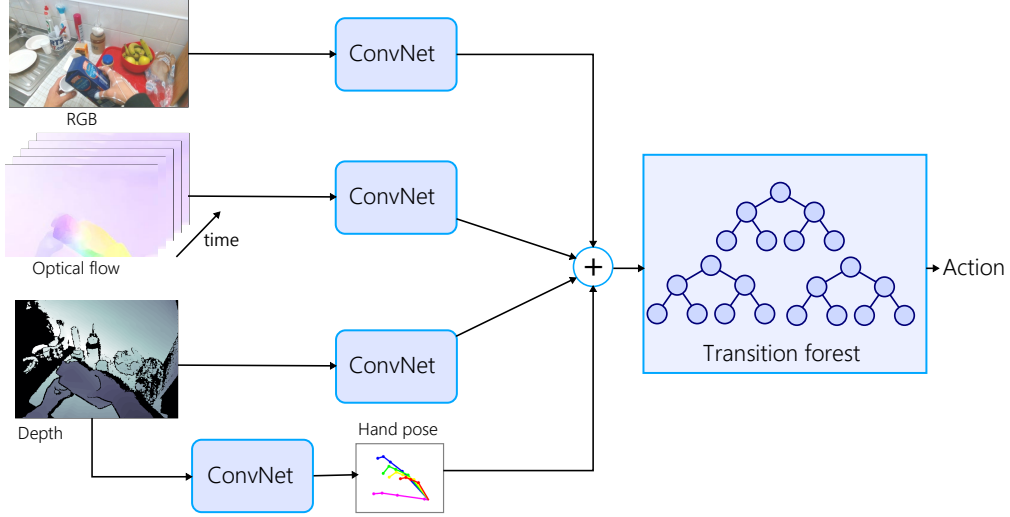 RGB
ConvNet
Optical flow
time
ConvNet
+
Transition forest
Action
Depth
ConvNet
ConvNet
Hand pose